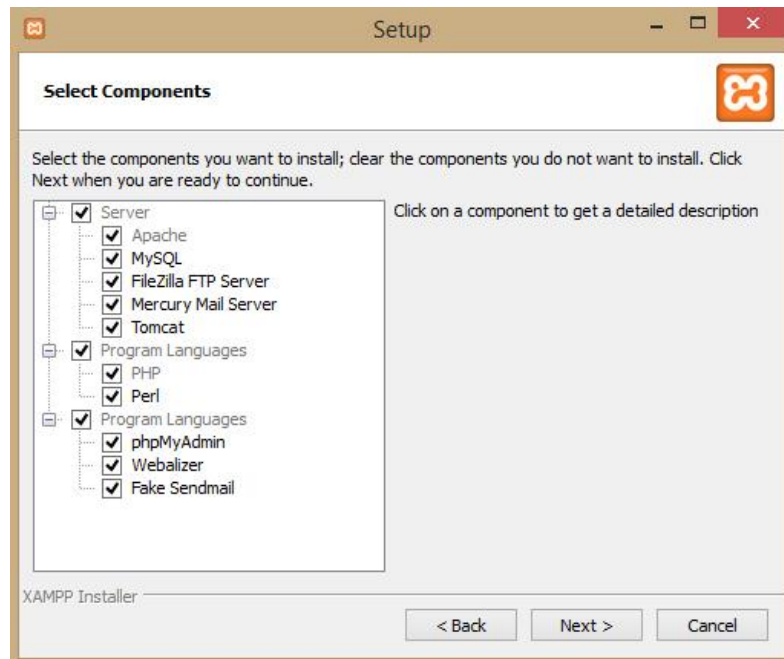 Setup
Select Components
Select the components you want to install; clear the components you do not want to install. Click
Next when you are ready to continue.
Server
Apache
MySQL
FileZilla FTP Server
Mercury Mail Server
Tomcat
Program Languages
PHP
Perl
Program Languages
phpMyAdmin
Webalizer
Fake Sendmail
Click on a component to get a detailed description
XAMPP Installer
< Back Next > Cancel